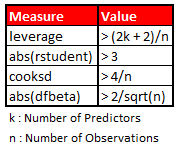 Measure Value
leverage > (2k + 2)/n
abs(rstudent) > 3
cooksd > 4/n
abs(dfbeta) > 2/sqrt(n)
k : Number of Predictors
n : Number of Observations